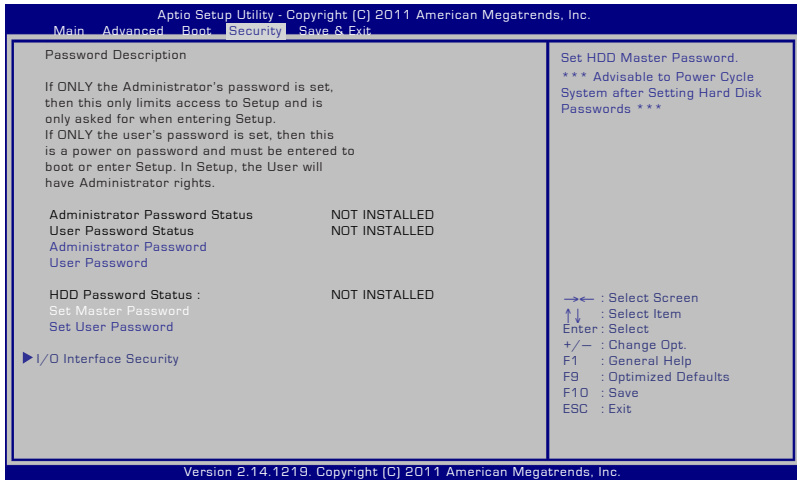 Aptio Setup Utility - Copyright (C) 2011 American Megatrends, Inc.
Main Advanced Boot Security Save & Exit
Password Description
If ONLY the Administrator's password is set,
then this only limits access to Setup and is
only asked for when entering Setup.
If ONLY the user's password is set, then this
is a power on password and must be entered to
boot or enter Setup. In Setup, the User will
have Administrator rights.
Administrator Password Status NOT INSTALLED
User Password Status NOT INSTALLED
Administrator Password
User Password
HDD Password Status : NOT INSTALLED
Set Master Password
Set User Password
I/O Interface Security
Set HDD Master Password.
*** Advisable to Power Cycle
System after Setting Hard Disk
Passwords ***
→← : Select Screen
↑↓ : Select Item
Enter : Select
+/— : Change Opt.
F1 : General Help
F9 : Optimized Defaults
F10 : Save
ESC : Exit
Version 2.14.1219. Copyright (C) 2011 American Megatrends, Inc.